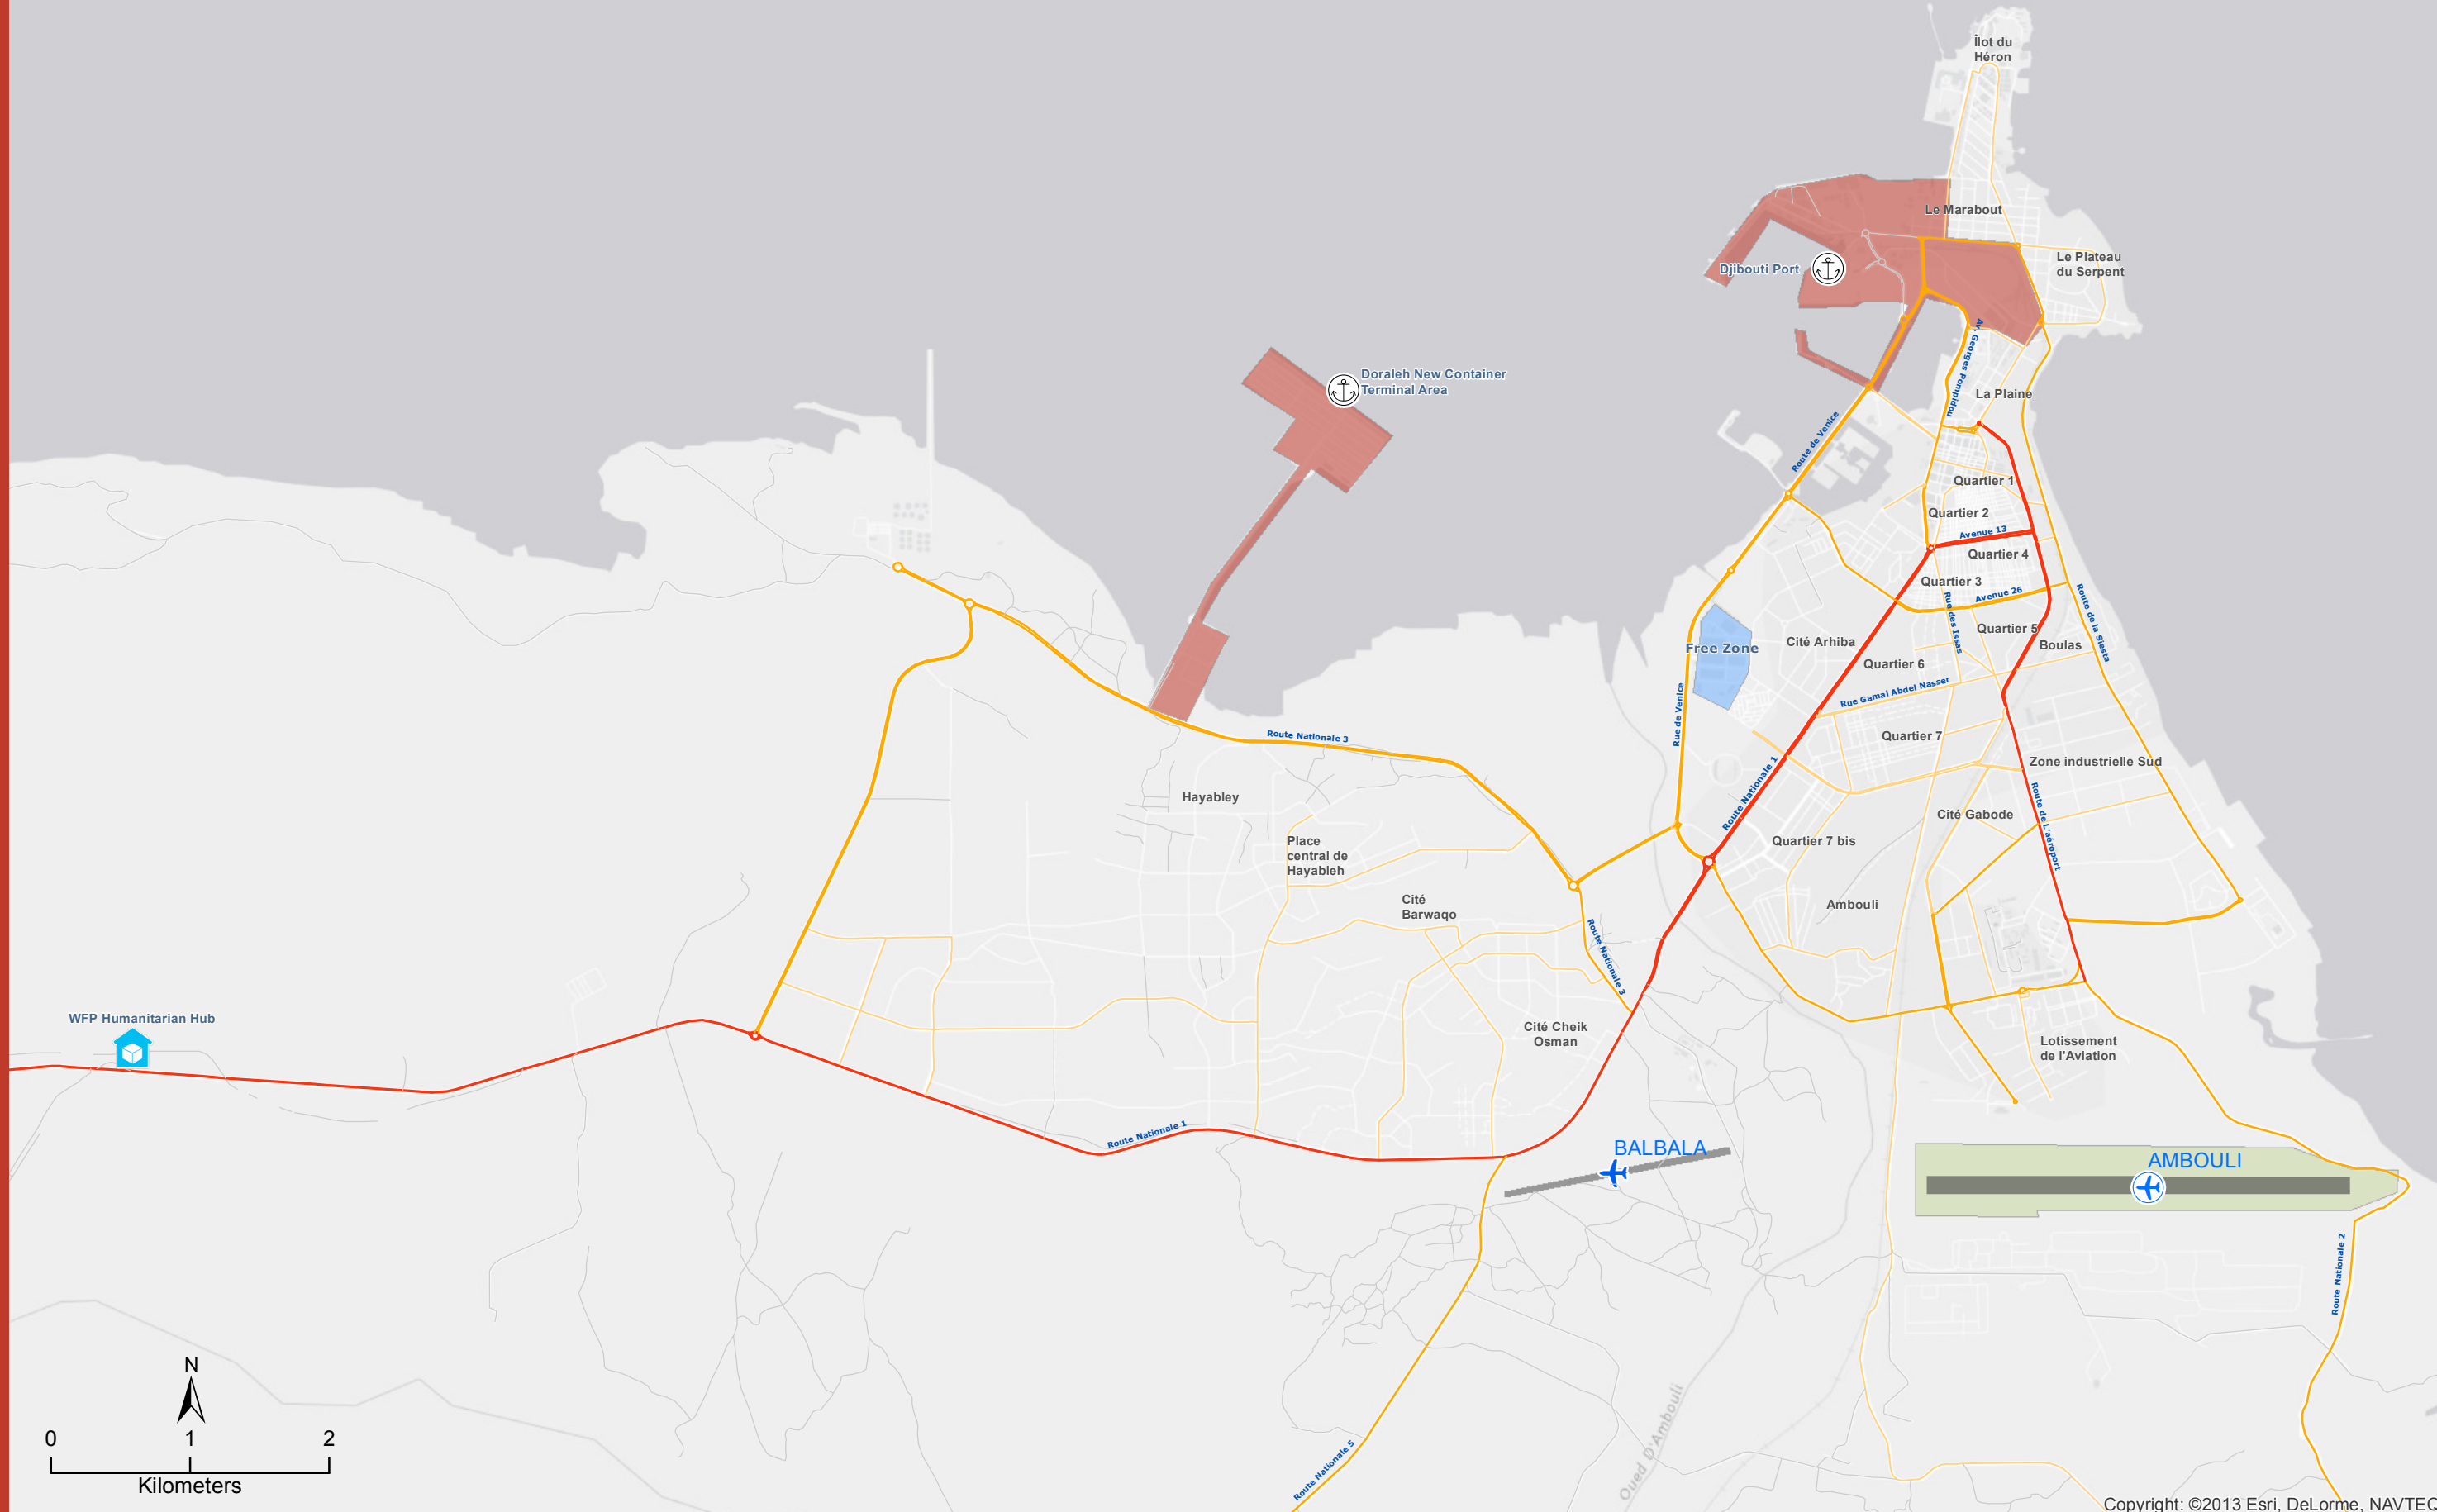 Îlot du
Héron
Le Marabout
Le Plateau
du Serpent
Djibouti Port
Av. Georges Pompidou
Doraleh New Container
Terminal Area
La Plaine
Route de Venice
Quartier 1
Quartier 2
Avenue 13
Quartier 4
Quartier 3
Avenue 26
Rue des Issas
Route de la Siesta
Quartier 5
Boulas
Cité Arhiba
Free Zone
Quartier 6
Rue Gamal Abdel Nasser
Rue de Venice
Route Nationale 3
Quartier 7
Zone industrielle Sud
Route Nationale 1
Route de L'aéroport
Hayabley
Cité Gabode
Place
central de
Hayableh
Quartier 7 bis
Cité
Barwaqo
Ambouli
Route Nationale 3
WFP Humanitarian Hub
Cité Cheik
Osman
Lotissement
de l'Aviation
Route Nationale 1
BALBALA
AMBOULI
Route Nationale 2
N
0 1 2
Kilometers
Oued D'Ambouli
Route Nationale 5
Copyright: ©2013 Esri, DeLorme, NAVTEQ